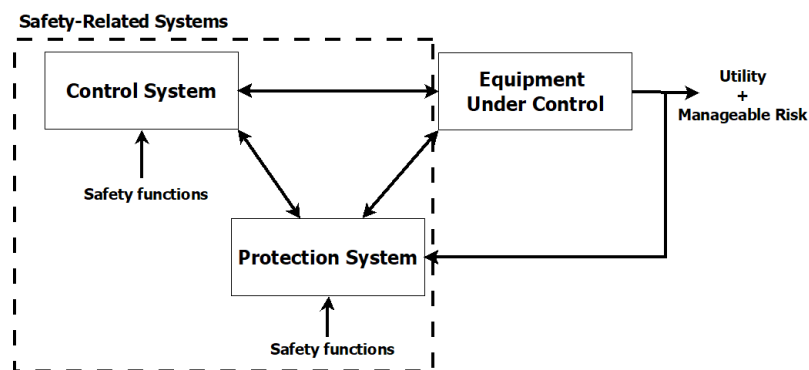 Safety-Related Systems
Control System
Equipment
Under Control
Utility
+
Manageable Risk
Safety functions
Protection System
Safety functions